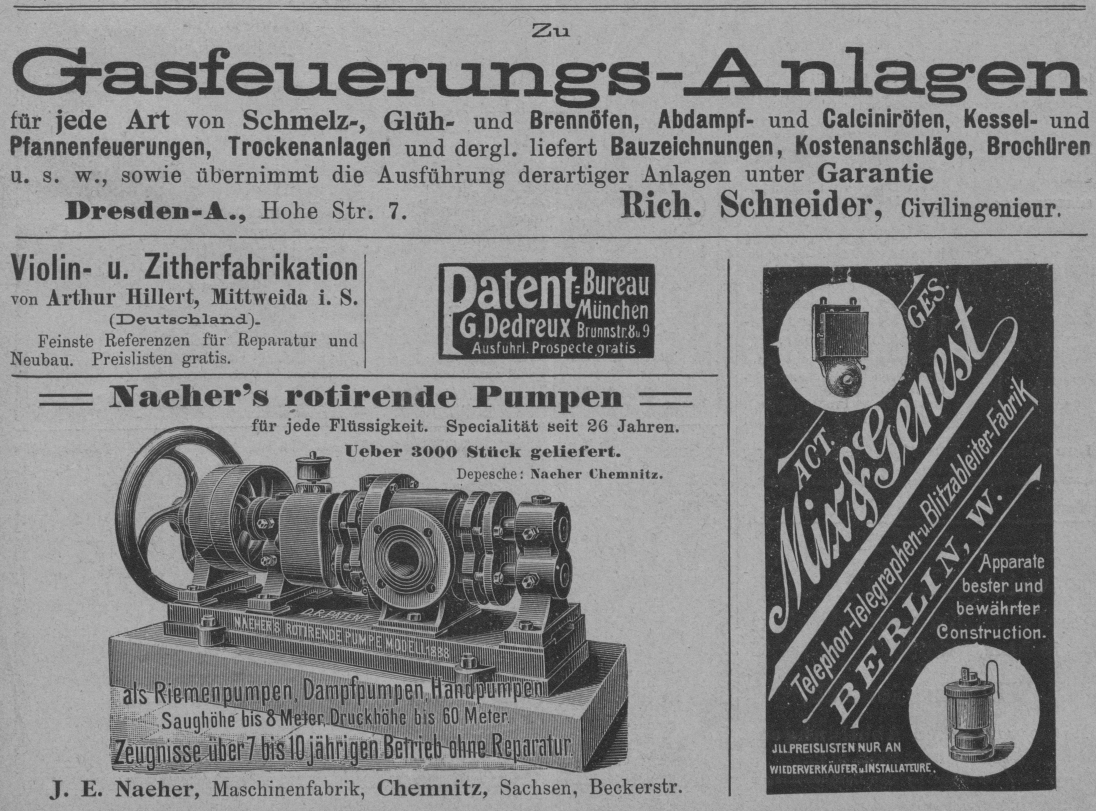 Zu
Gasfeuerungs-Anlagen
für jede Art von Schmelz-, Glüh- und Brennöfen, Abdampf- und Calciniröten, Kessel- und
Pfannenfeuerungen, Trockenanlagen und dergl. liefert Bauzeichnungen, Kostenanschläge, Brochüren
u. s. w., sowie übernimmt die Ausführung derartiger Anlagen unter Garantie
Dresden-A., Hohe Str. 7.
Rich. Schneider, Civilingenieur.
Violin- u. Zitherfabrikation
von Arthur Hillert, Mittweida i. S.
(Deutschland).
Feinste Referenzen für Reparatur und
Neubau. Preislisten gratis.
Patent-Bureau
München
G. Dedreux Brunnstr. 8 u 9
Ausführl. Prospecte gratis.
Naeher's rotirende Pumpen
für jede Flüssigkeit. Specialität seit 26 Jahren.
Ueber 3000 Stück geliefert.
Depesche: Naeher Chemnitz.
D. R. PATENT
NAEHER'S ROTIRENDE PUMPE MODELL 1888
als Riemenpumpen, Dampfpumpen, Handpumpen
Saughöhe bis 8 Meter, Druckhöhe bis 60 Meter.
Zeugnisse über 7 bis 10 jährigen Betrieb ohne Reparatur
J. E. Naeher, Maschinenfabrik, Chemnitz, Sachsen, Beckerstr.
ACT. GES.
Mix & Genest
Telephon-Telegraphen-u. Blitzableiter-Fabrik
BERLIN, W.
Apparate
bester und
bewährter
Construction.
JLL. PREISLISTEN NUR AN
WIEDERVERKÄUFER u. INSTALLATEURE.